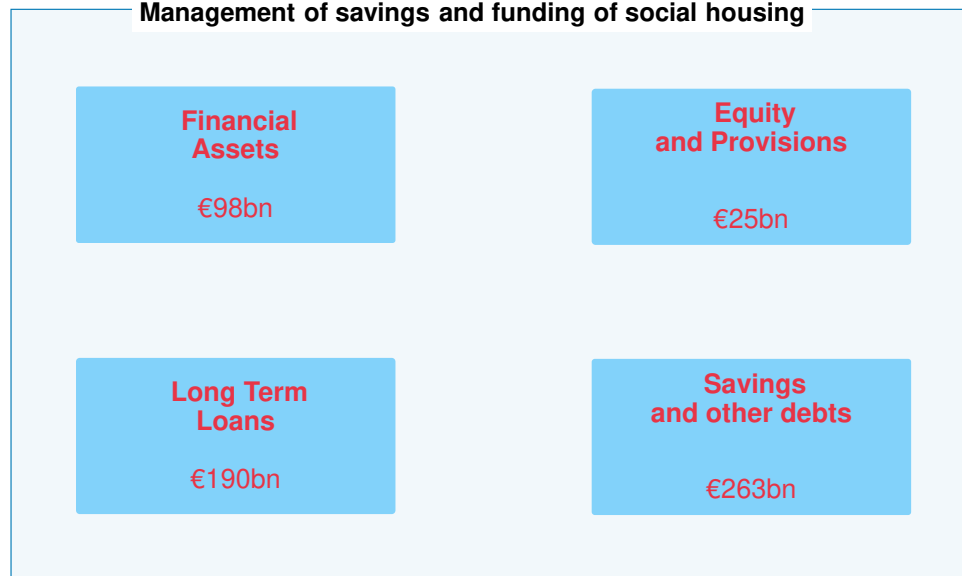 Management of savings and funding of social housing
Financial
Assets
€98bn
Equity
and Provisions
€25bn
Long Term
Loans
€190bn
Savings
and other debts
€263bn